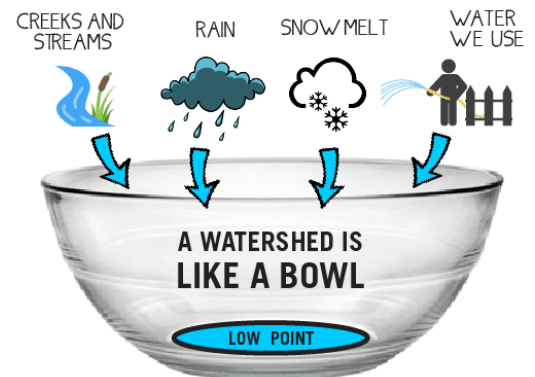 CREEKS AND
STREAMS
RAIN
SNOW MELT
WATER
WE USE
A WATERSHED IS
LIKE A BOWL
LOW POINT